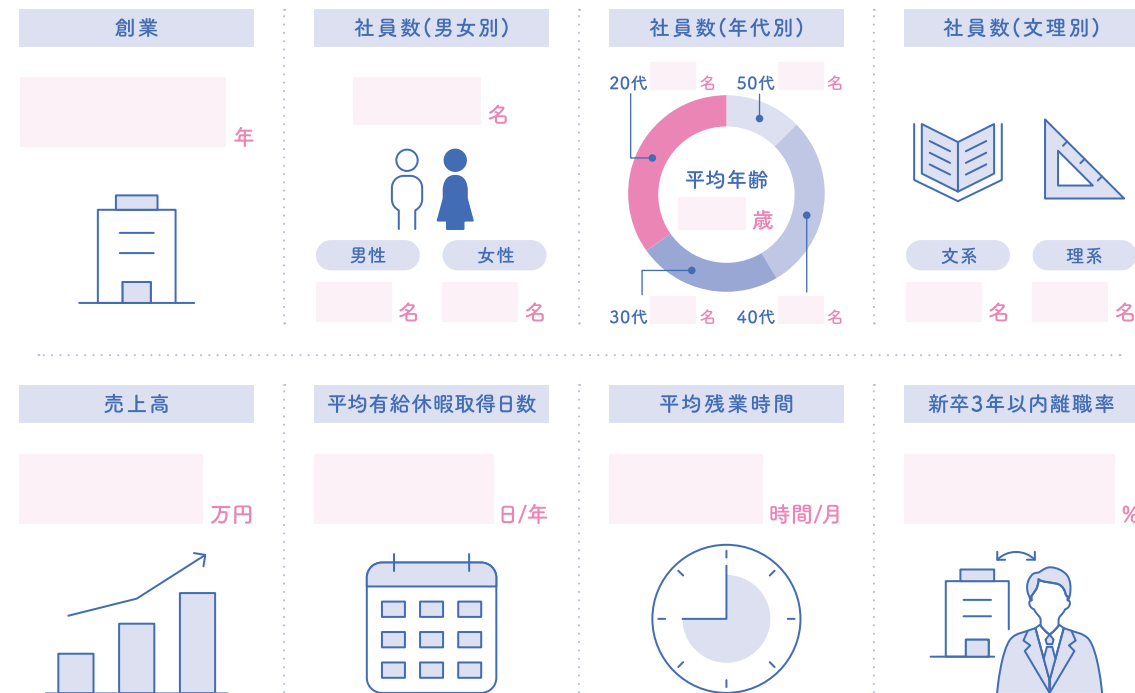 創業
年
社員数(男女別)
名
男性
女性
名
名
社員数(年代別)
20代 名
50代 名
平均年齢
歳
30代 名
40代 名
社員数(文理別)
文系
理系
名
名
売上高
万円
平均有給休暇取得日数
日/年
平均残業時間
時間/月
新卒3年以内離職率
%